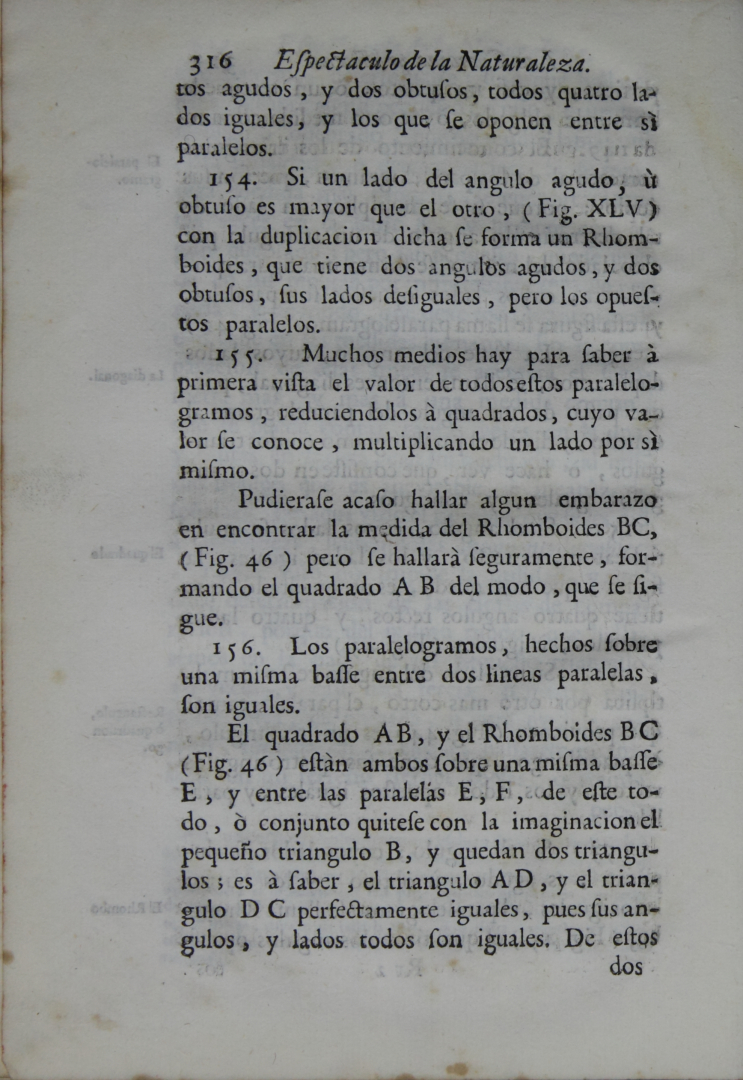 316 Eſpectaculo de la Naturaleza.
tos agudos, y dos obtuſos, todos quatro la-
dos iguales, y los que ſe oponen entre sì
paralelos.
154. Si un lado del angulo agudo, ù
obtuſo es mayor que el otro, (Fig. XLV)
con la duplicacion dicha ſe forma un Rhom-
boides, que tiene dos angulos agudos, y dos
obtuſos, ſus lados deſiguales, pero los opueſ-
tos paralelos.
155. Muchos medios hay para ſaber à
primera viſta el valor de todos eſtos paralelo-
gramos, reduciendolos à quadrados, cuyo va-
lor ſe conoce, multiplicando un lado por sì
miſmo.
Pudieraſe acaſo hallar algun embarazo
en encontrar la medida del Rhomboides BC,
(Fig. 46) pero ſe hallarà ſeguramente, for-
mando el quadrado A B del modo, que ſe ſi-
gue.
156. Los paralelogramos, hechos ſobre
una miſma baſſe entre dos lineas paralelas,
ſon iguales.
El quadrado AB, y el Rhomboides BC
(Fig. 46) eſtàn ambos ſobre una miſma baſſe
E, y entre las paralelas E, F, de eſte to-
do, ò conjunto quiteſe con la imaginacion el
pequeño triangulo B, y quedan dos triangu-
los; es à ſaber, el triangulo AD, y el trian-
gulo D C perfectamente iguales, pues ſus an-
gulos, y lados todos ſon iguales. De eſtos
dos